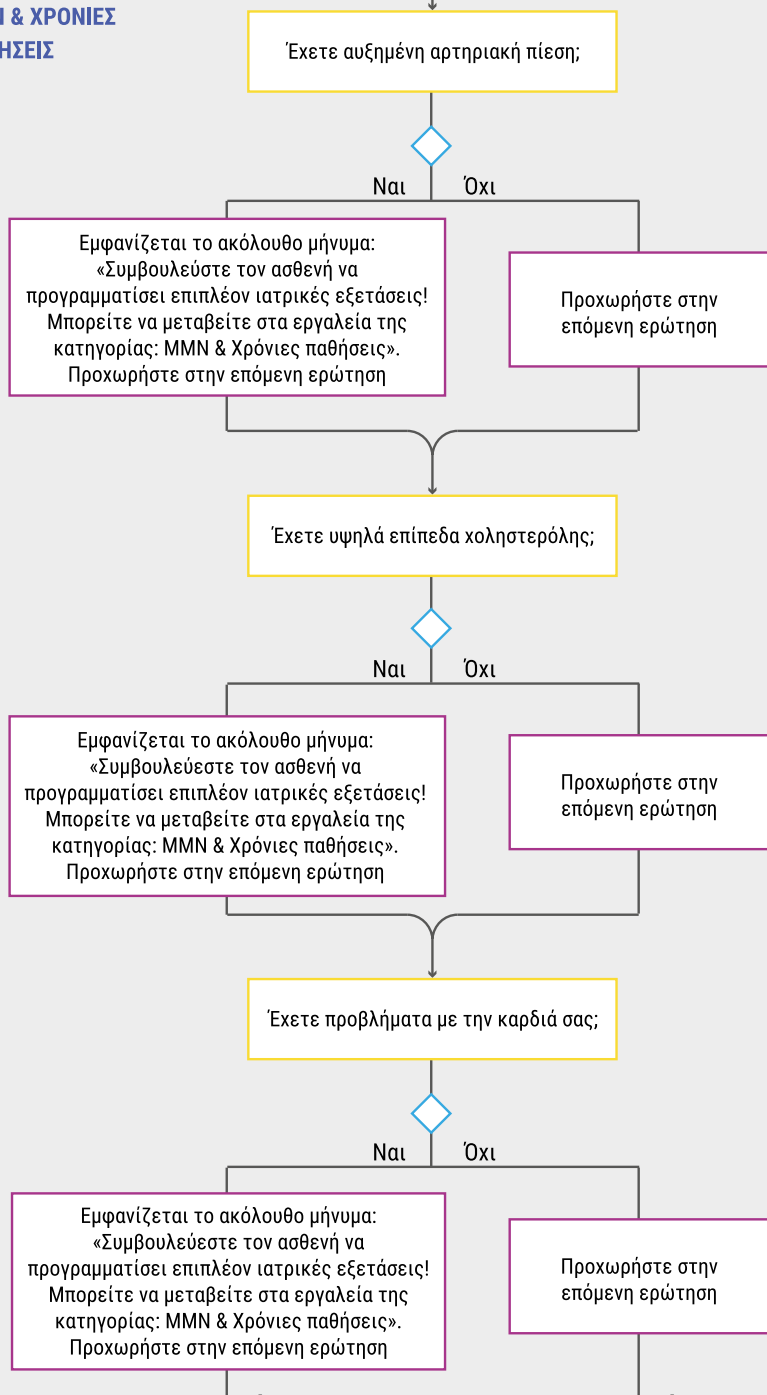 & ΧΡΟΝΙΕΣ
ΗΣΕΙΣ
Έχετε αυξημένη αρτηριακή πίεση;
Ναι Όχι
Εμφανίζεται το ακόλουθο μήνυμα:
«Συμβουλεύστε τον ασθενή να
προγραμματίσει επιπλέον ιατρικές εξετάσεις!
Μπορείτε να μεταβείτε στα εργαλεία της
κατηγορίας: ΜΜΝ & Χρόνιες παθήσεις».
Προχωρήστε στην επόμενη ερώτηση
Προχωρήστε στην
επόμενη ερώτηση
Έχετε υψηλά επίπεδα χοληστερόλης;
Ναι Όχι
Εμφανίζεται το ακόλουθο μήνυμα:
«Συμβουλεύεστε τον ασθενή να
προγραμματίσει επιπλέον ιατρικές εξετάσεις!
Μπορείτε να μεταβείτε στα εργαλεία της
κατηγορίας: ΜΜΝ & Χρόνιες παθήσεις».
Προχωρήστε στην επόμενη ερώτηση
Προχωρήστε στην
επόμενη ερώτηση
Έχετε προβλήματα με την καρδιά σας;
Ναι Όχι
Εμφανίζεται το ακόλουθο μήνυμα:
«Συμβουλεύεστε τον ασθενή να
προγραμματίσει επιπλέον ιατρικές εξετάσεις!
Μπορείτε να μεταβείτε στα εργαλεία της
κατηγορίας: ΜΜΝ & Χρόνιες παθήσεις».
Προχωρήστε στην επόμενη ερώτηση
Προχωρήστε στην
επόμενη ερώτηση